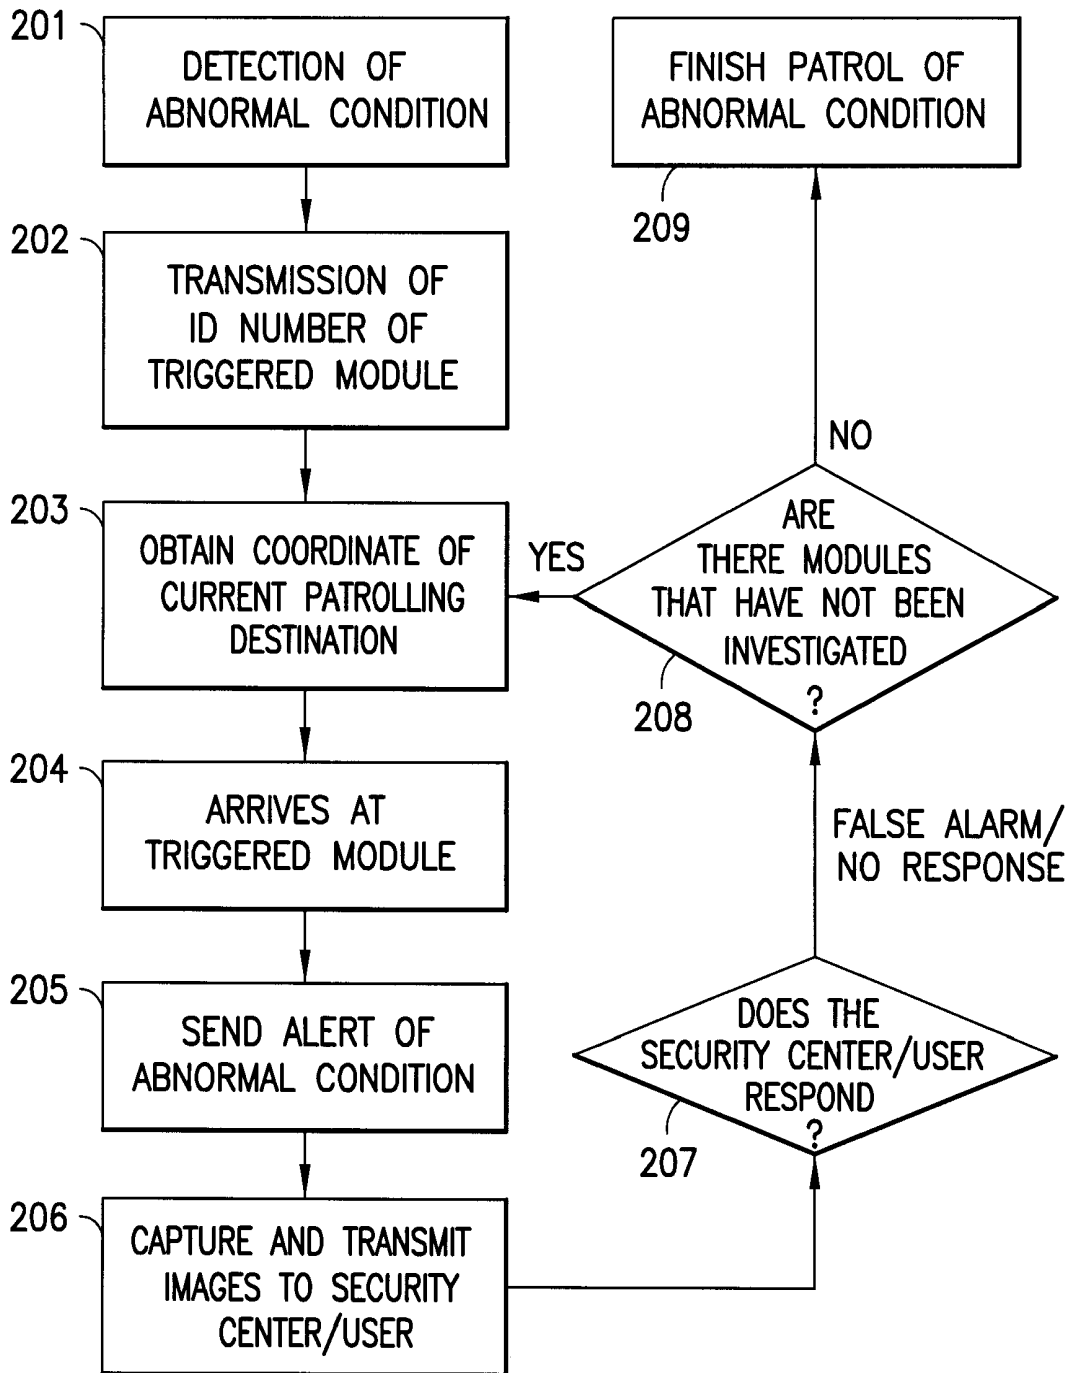 201
DETECTION OF
ABNORMAL CONDITION
202
TRANSMISSION OF
ID NUMBER OF
TRIGGERED MODULE
203
OBTAIN COORDINATE OF
CURRENT PATROLLING
DESTINATION
204
ARRIVES AT
TRIGGERED MODULE
205
SEND ALERT OF
ABNORMAL CONDITION
206
CAPTURE AND TRANSMIT
IMAGES TO SECURITY
CENTER/USER
DOES THE
SECURITY CENTER/USER
RESPOND
?
207
FALSE ALARM/
NO RESPONSE
ARE
THERE MODULES
THAT HAVE NOT BEEN
INVESTIGATED
?
208
YES
NO
FINISH PATROL OF
ABNORMAL CONDITION
209